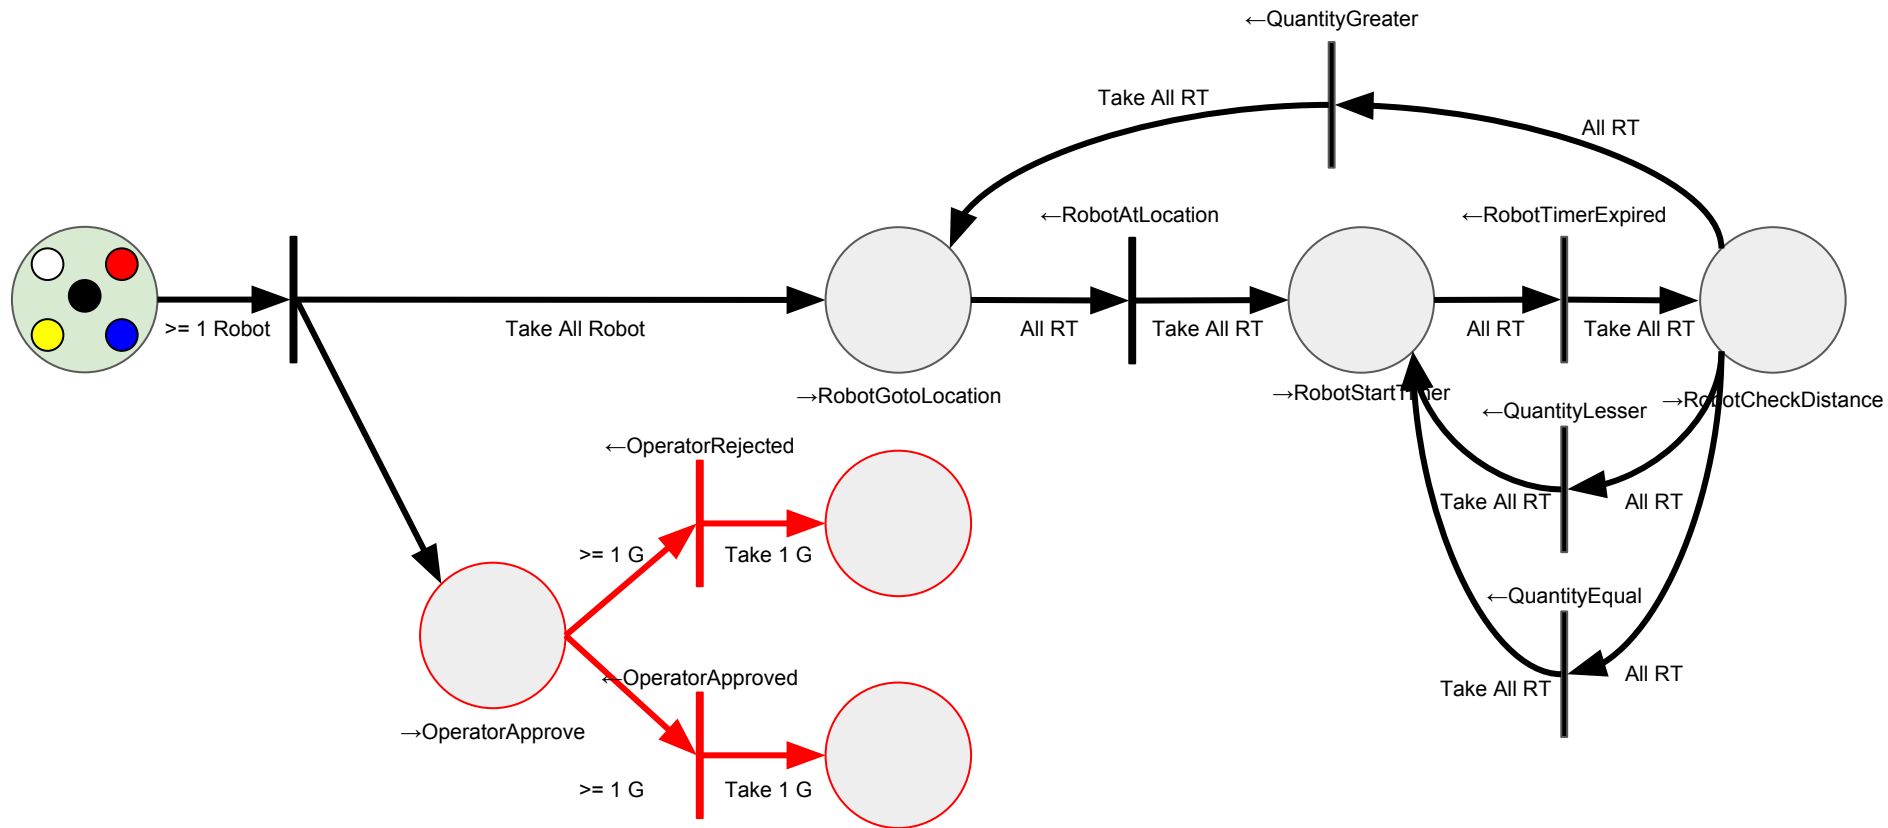 ←QuantityGreater
Take All RT
All RT
←RobotAtLocation
←RobotTimerExpired
>= 1 Robot
Take All Robot
All RT
Take All RT
All RT
Take All RT
→RobotGotoLocation
→RobotStartTimer
→RobotCheckDistance
←QuantityLesser
←OperatorRejected
Take All RT
All RT
>= 1 G
Take 1 G
←QuantityEqual
←OperatorApproved
Take All RT
All RT
→OperatorApprove
>= 1 G
Take 1 G